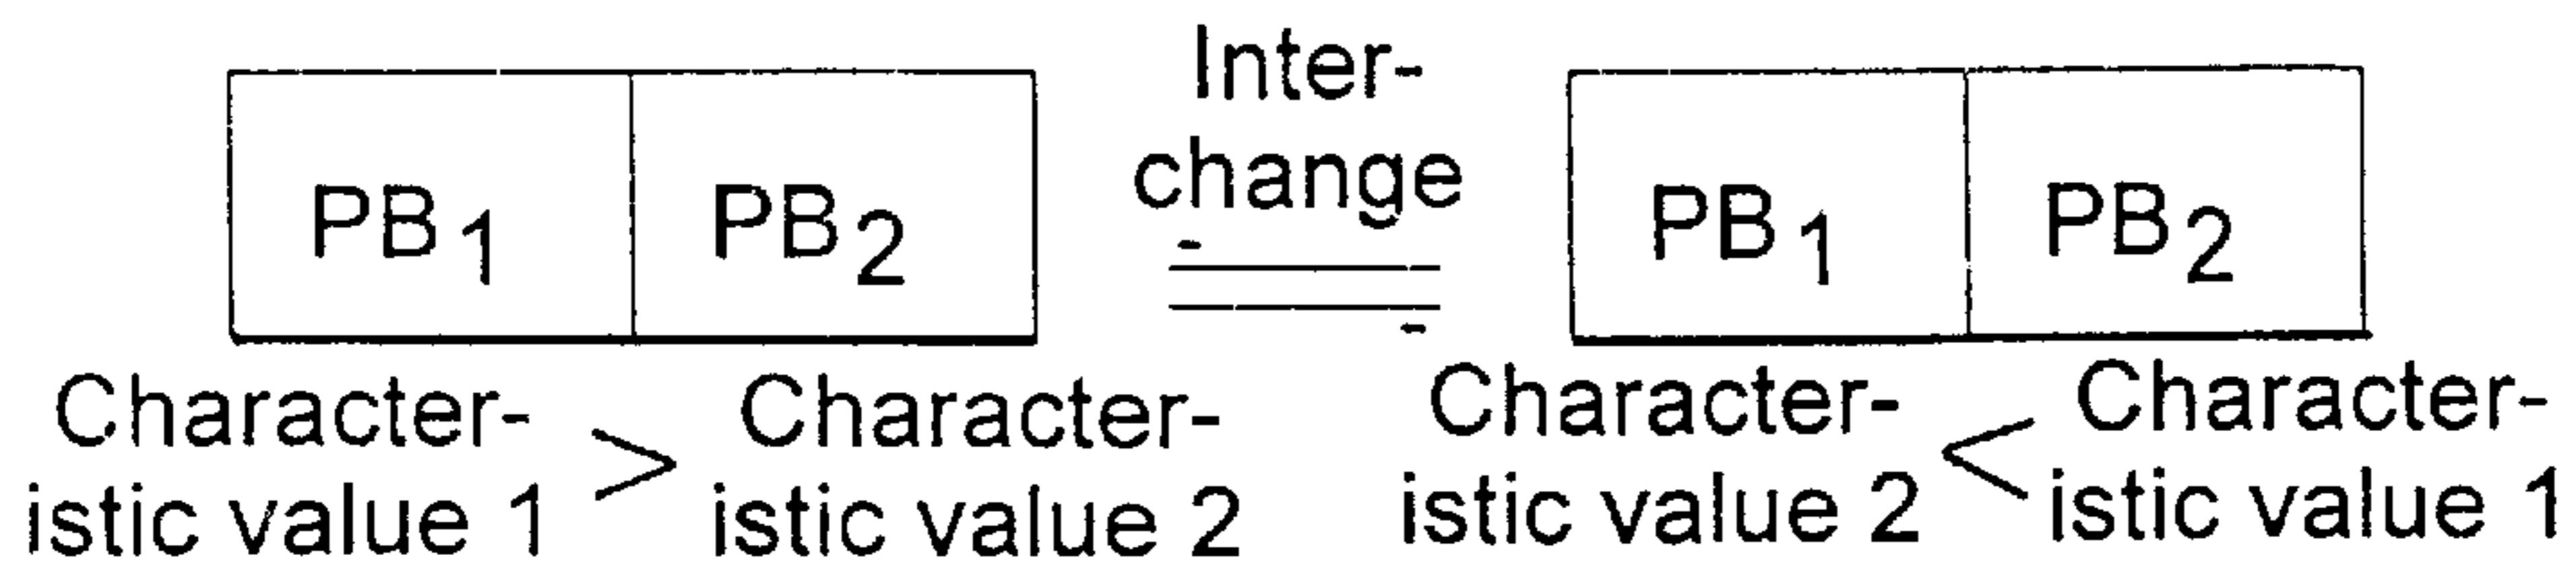 Inter-
change
PB1 PB2 PB1 PB2
Character- > Character- Character- < Character-
istic value 1 istic value 2 istic value 2 istic value 1